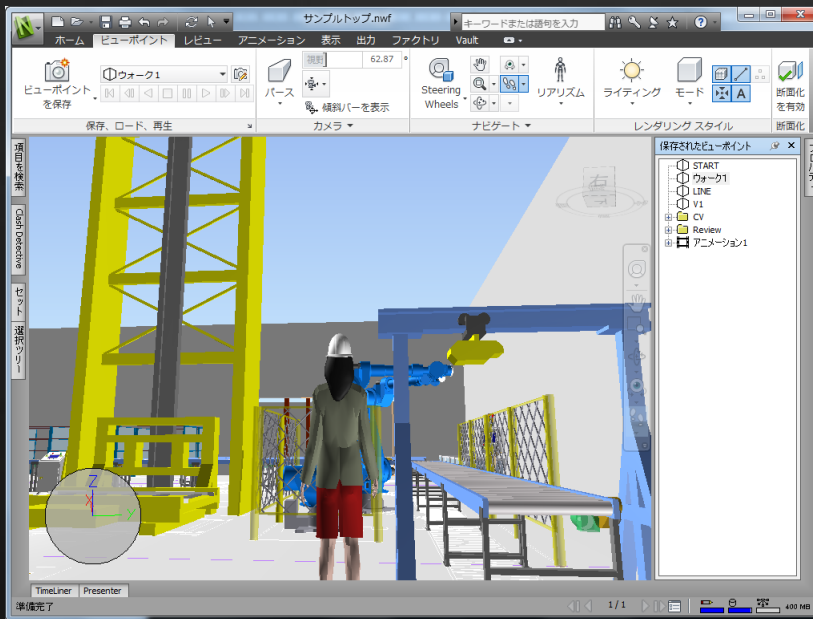 サンプルトップ.nwf
キーワードまたは語句を入力
ホーム ビューポイント レビュー アニメーション 表示 出力 ファクトリ Vault
ビューポイントを保存
ウォーク1
保存、ロード、再生
パース
視野 62.87 °
傾斜バーを表示
カメラ
Steering Wheels
リアリズム
ナビゲート
ライティング
モード
A
レンダリング スタイル
断面化を有効
断面化
項目を検索
Clash Detective
セット
選択ツリー
右
Z
X
Y
保存されたビューポイント
START
ウォーク1
LINE
V1
CV
Review
アニメーション1
TimeLiner Presenter
準備完了
1/1
400 MB